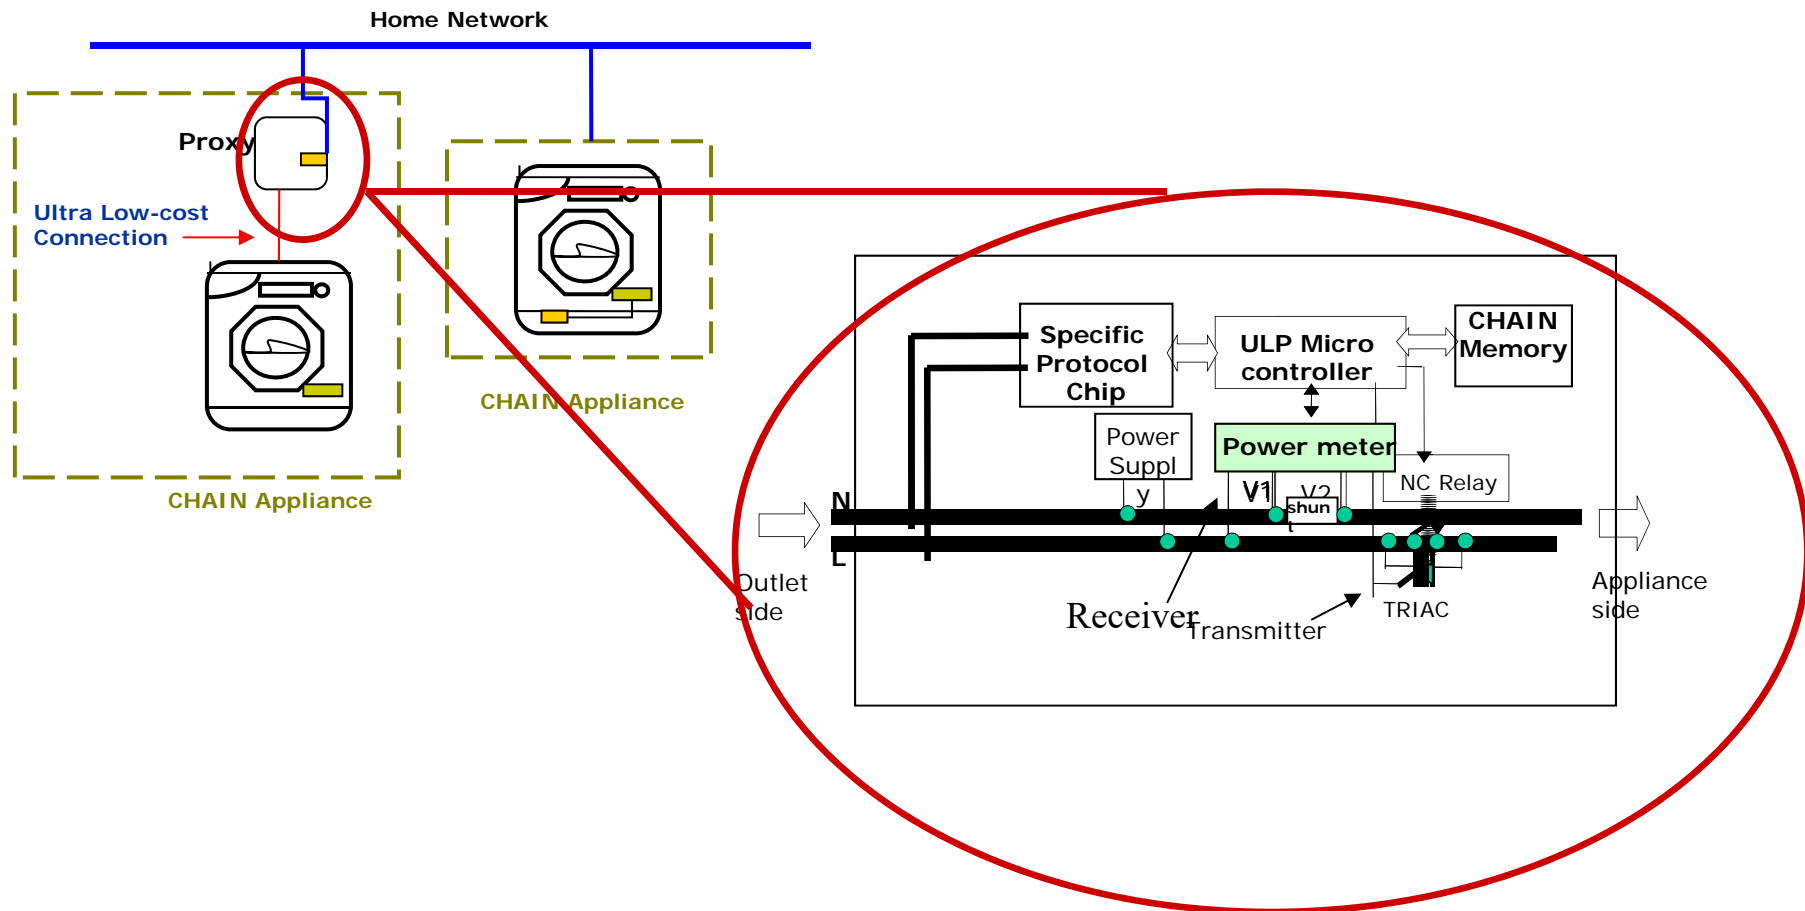 Home Network
Proxy
Ultra Low-cost
Connection
CHAIN Appliance
CHAIN Appliance
Specific
Protocol
Chip
ULP Micro
controller
CHAIN
Memory
Power
Suppl
y
Power meter
V1
V2
shun
t
NC Relay
N
L
Outlet
side
Receiver
Transmitter
TRIAC
Appliance
side